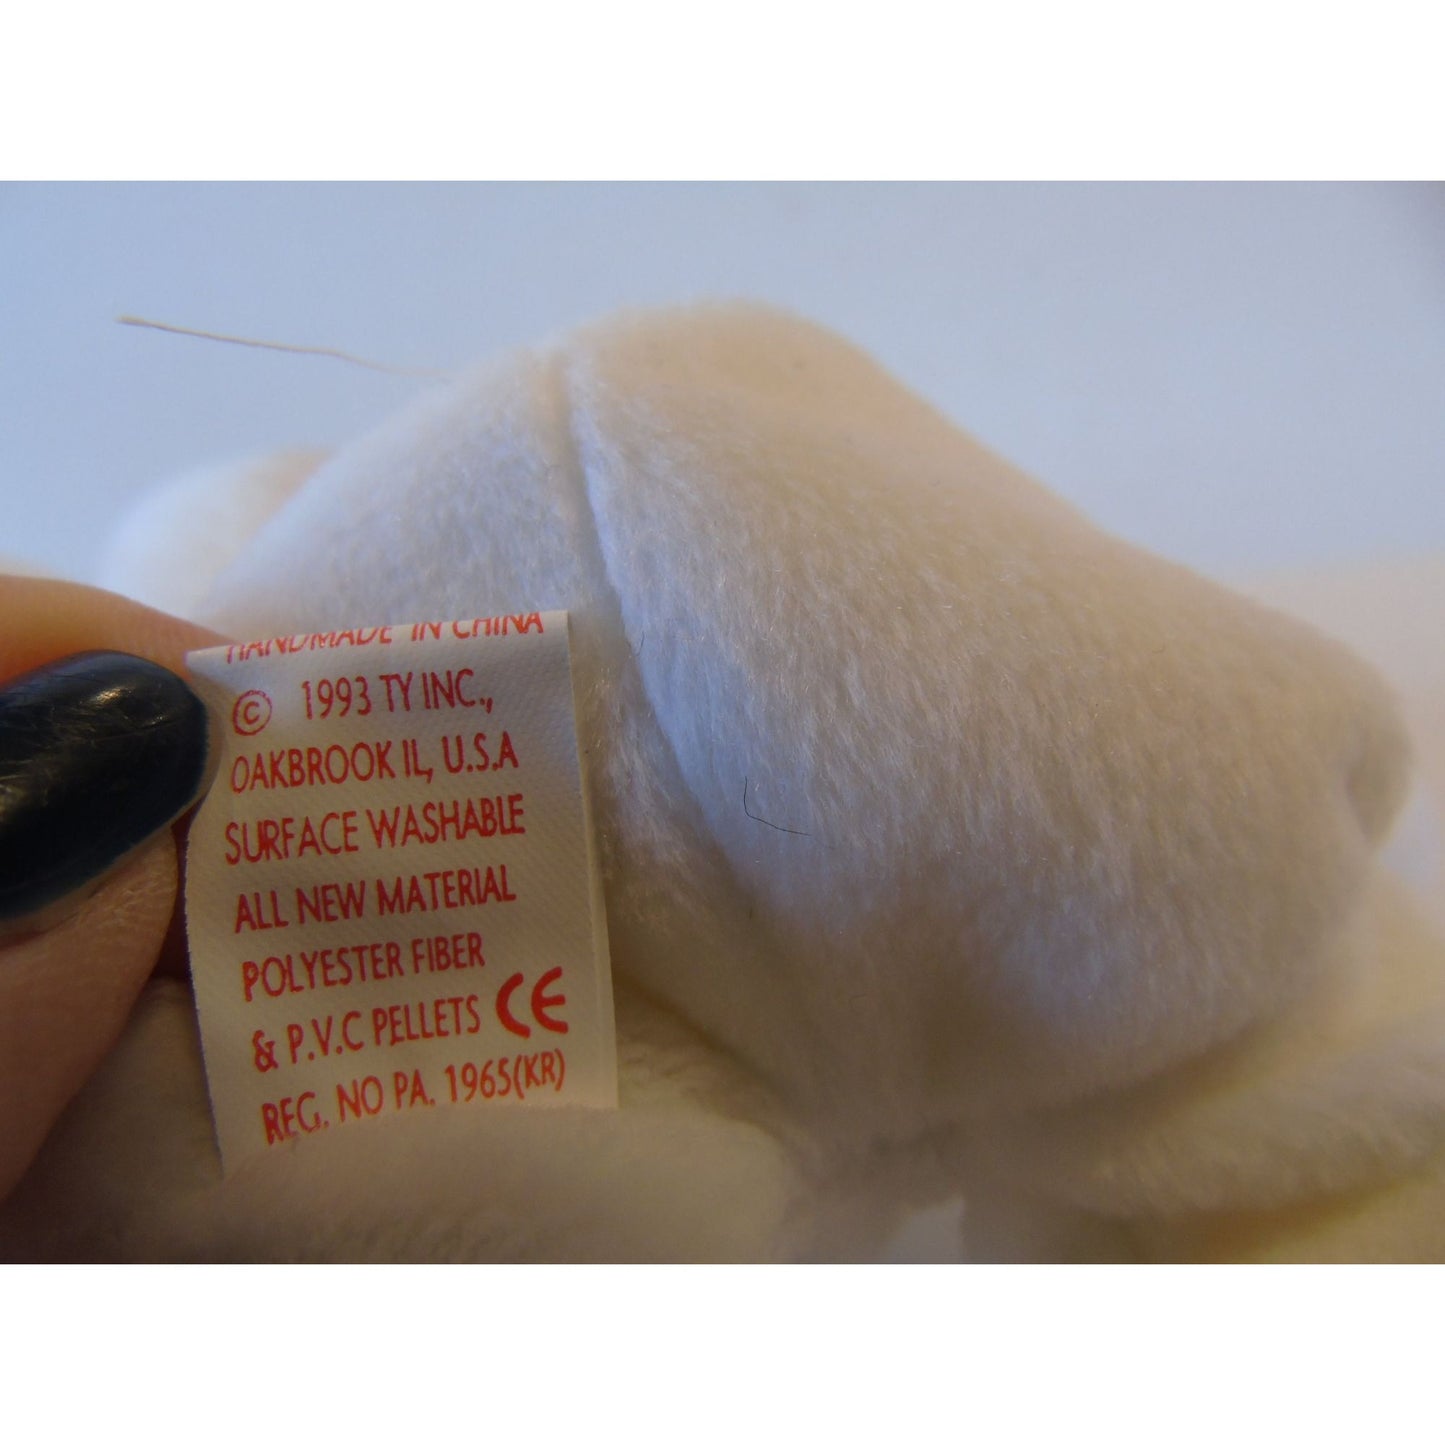 HANDMADE IN CHINA
© 1993 TY INC.,
OAKBROOK IL, U.S.A
SURFACE WASHABLE
ALL NEW MATERIAL
POLYESTER FIBER
& P.V.C PELLETS CE
REG. NO PA. 1965(KR)